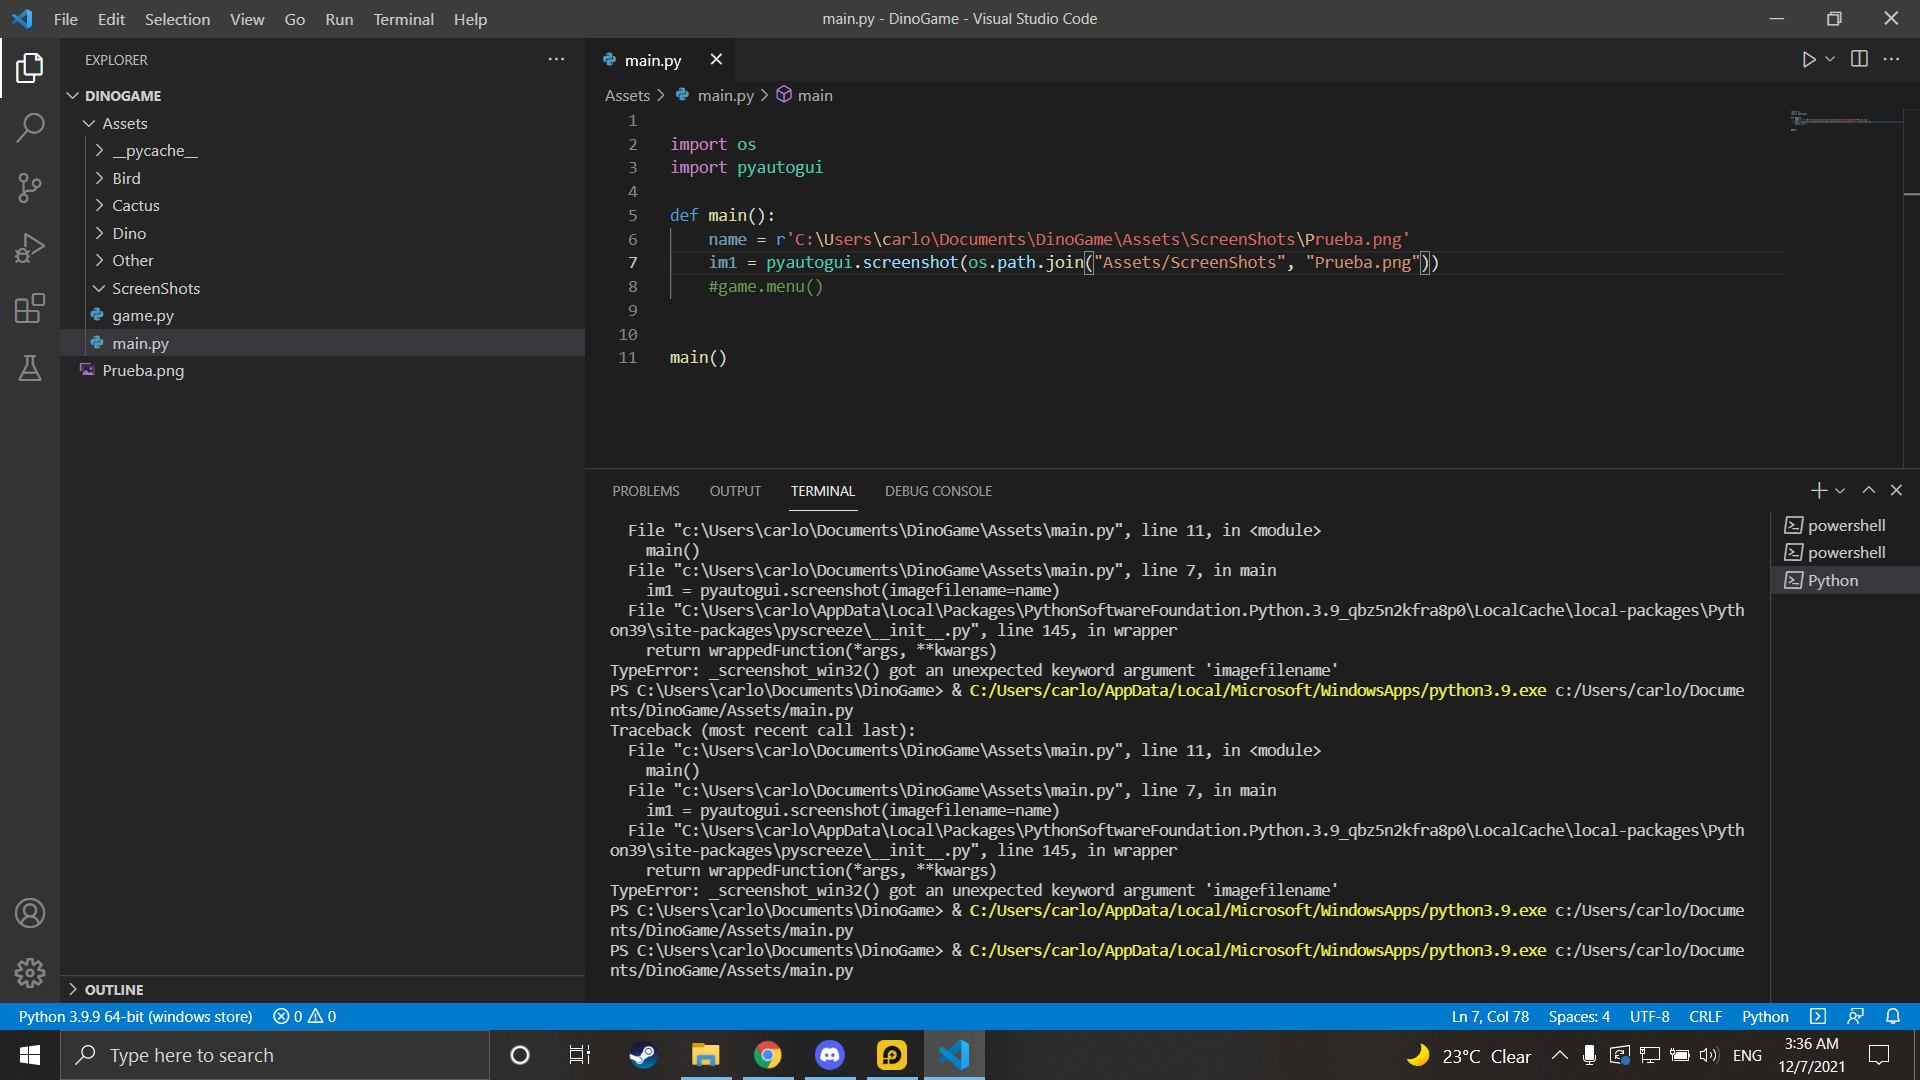 File Edit Selection View Go Run Terminal Help
main.py - DinoGame - Visual Studio Code
EXPLORER
DINOGAME
Assets
__pycache__
Bird
Cactus
Dino
Other
ScreenShots
game.py
main.py
Prueba.png
OUTLINE
main.py
Assets main.py main
1
2 import os
3 import pyautogui
4
5 def main():
6 name = r'C:\Users\carlo\Documents\DinoGame\Assets\ScreenShots\Prueba.png'
7 im1 = pyautogui.screenshot(os.path.join("Assets/ScreenShots", "Prueba.png"))
8 #game.menu()
9
10
11 main()
PROBLEMS OUTPUT TERMINAL DEBUG CONSOLE
File "c:\Users\carlo\Documents\DinoGame\Assets\main.py", line 11, in <module>
main()
File "c:\Users\carlo\Documents\DinoGame\Assets\main.py", line 7, in main
im1 = pyautogui.screenshot(imagefilename=name)
File "C:\Users\carlo\AppData\Local\Packages\PythonSoftwareFoundation.Python.3.9_qbz5n2kfra8p0\LocalCache\local-packages\Pyth
on39\site-packages\pyscreeze\__init__.py", line 145, in wrapper
return wrappedFunction(*args, **kwargs)
TypeError: _screenshot_win32() got an unexpected keyword argument 'imagefilename'
PS C:\Users\carlo\Documents\DinoGame> & C:/Users/carlo/AppData/Local/Microsoft/WindowsApps/python3.9.exe c:/Users/carlo/Docume
nts/DinoGame/Assets/main.py
Traceback (most recent call last):
File "c:\Users\carlo\Documents\DinoGame\Assets\main.py", line 11, in <module>
main()
File "c:\Users\carlo\Documents\DinoGame\Assets\main.py", line 7, in main
im1 = pyautogui.screenshot(imagefilename=name)
File "C:\Users\carlo\AppData\Local\Packages\PythonSoftwareFoundation.Python.3.9_qbz5n2kfra8p0\LocalCache\local-packages\Pyth
on39\site-packages\pyscreeze\__init__.py", line 145, in wrapper
return wrappedFunction(*args, **kwargs)
TypeError: _screenshot_win32() got an unexpected keyword argument 'imagefilename'
PS C:\Users\carlo\Documents\DinoGame> & C:/Users/carlo/AppData/Local/Microsoft/WindowsApps/python3.9.exe c:/Users/carlo/Docume
nts/DinoGame/Assets/main.py
PS C:\Users\carlo\Documents\DinoGame> & C:/Users/carlo/AppData/Local/Microsoft/WindowsApps/python3.9.exe c:/Users/carlo/Docume
nts/DinoGame/Assets/main.py
powershell
powershell
Python
Python 3.9.9 64-bit (windows store) 0 0
Ln 7, Col 78 Spaces: 4 UTF-8 CRLF Python
Type here to search
23°C Clear
ENG
3:36 AM
12/7/2021